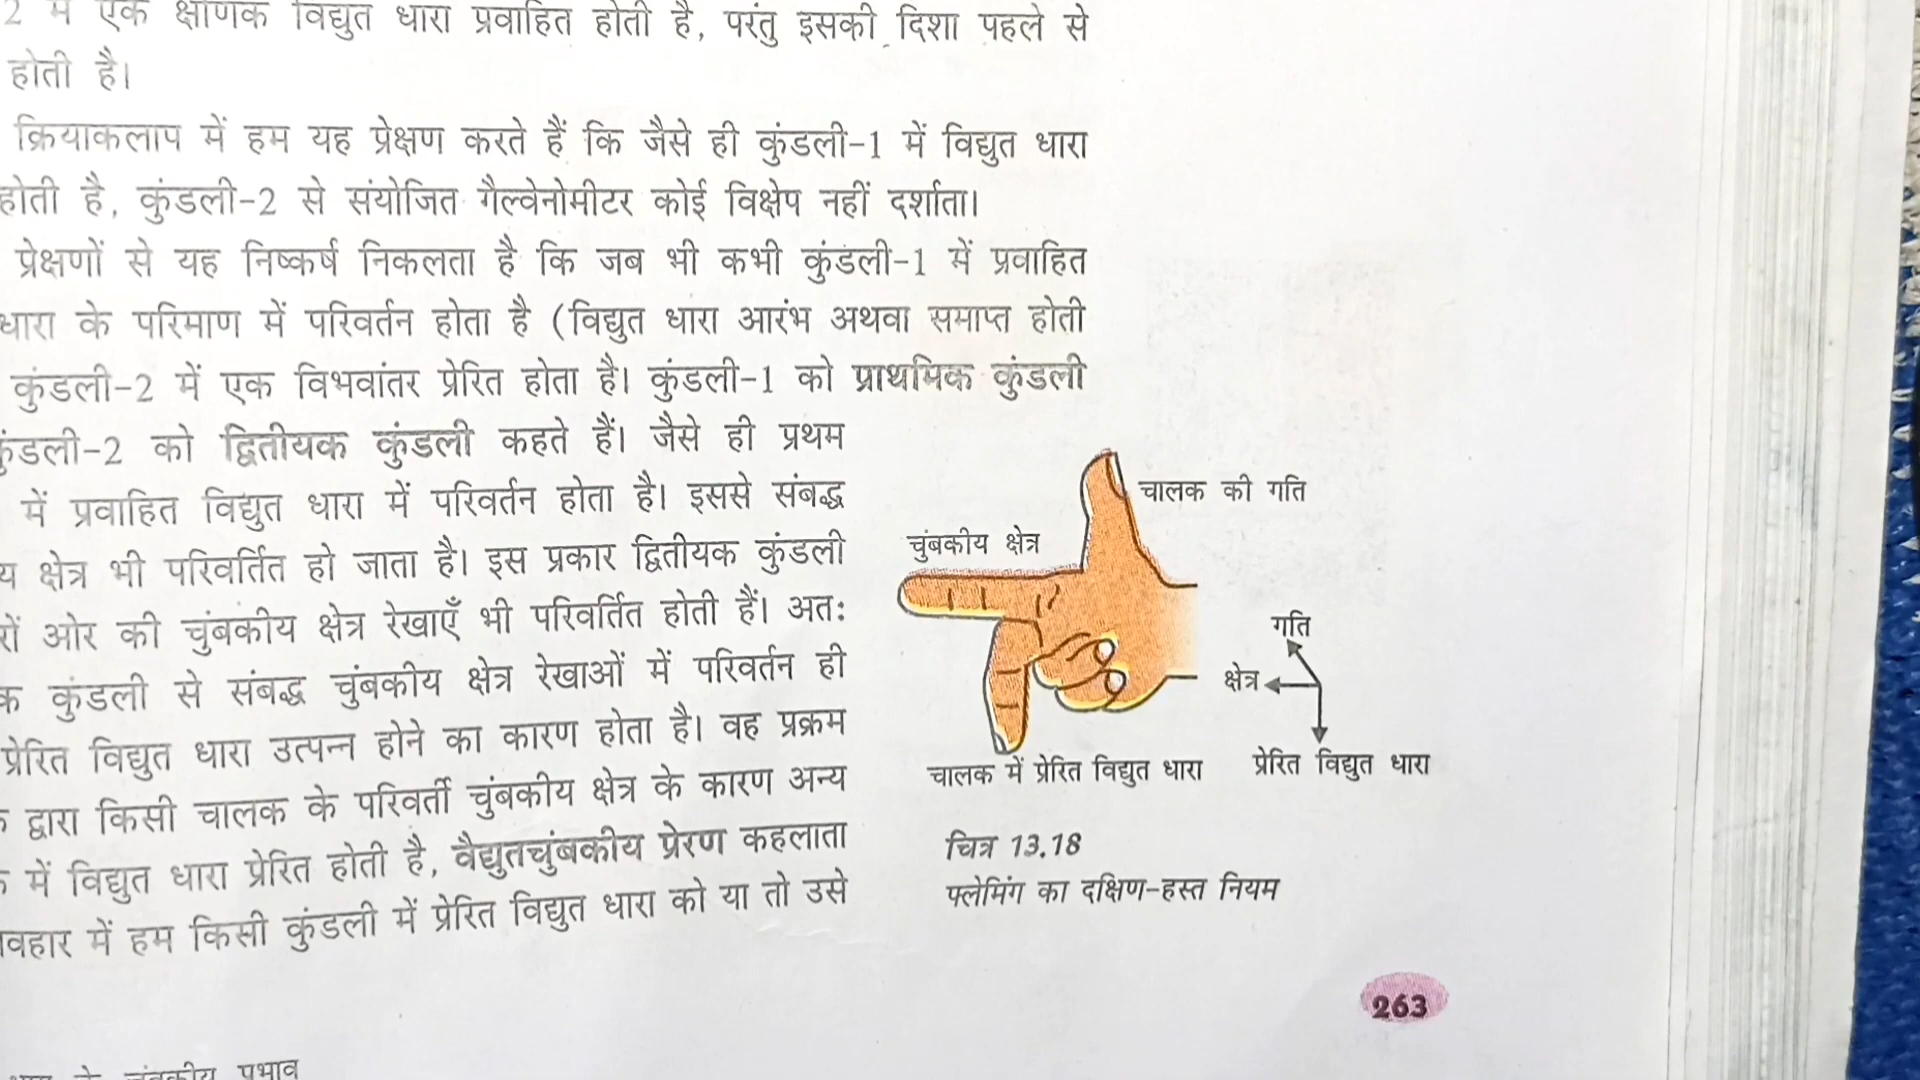 2 में एक क्षणिक विद्युत धारा प्रवाहित होती है, परंतु इसकी दिशा पहले से
होती है।
क्रियाकलाप में हम यह प्रेक्षण करते हैं कि जैसे ही कुंडली-1 में विद्युत धारा
होती है, कुंडली-2 से संयोजित गैल्वेनोमीटर कोई विक्षेप नहीं दर्शाता।
प्रेक्षणों से यह निष्कर्ष निकलता है कि जब भी कभी कुंडली-1 में प्रवाहित
धारा के परिमाण में परिवर्तन होता है (विद्युत धारा आरंभ अथवा समाप्त होती
कुंडली-2 में एक विभवांतर प्रेरित होता है। कुंडली-1 को प्राथमिक कुंडली
कुंडली-2 को द्वितीयक कुंडली कहते हैं। जैसे ही प्रथम
में प्रवाहित विद्युत धारा में परिवर्तन होता है। इससे संबद्ध
य क्षेत्र भी परिवर्तित हो जाता है। इस प्रकार द्वितीयक कुंडली
रों ओर की चुंबकीय क्षेत्र रेखाएँ भी परिवर्तित होती हैं। अतः
क कुंडली से संबद्ध चुंबकीय क्षेत्र रेखाओं में परिवर्तन ही
प्रेरित विद्युत धारा उत्पन्न होने का कारण होता है। वह प्रक्रम
द्वारा किसी चालक के परिवर्ती चुंबकीय क्षेत्र के कारण अन्य
में विद्युत धारा प्रेरित होती है, वैद्युतचुंबकीय प्रेरण कहलाता
वहार में हम किसी कुंडली में प्रेरित विद्युत धारा को या तो उसे
चालक की गति
चुंबकीय क्षेत्र
गति
क्षेत्र
चालक में प्रेरित विद्युत धारा
प्रेरित विद्युत धारा
चित्र 13.18
फ्लेमिंग का दक्षिण-हस्त नियम
263
के चुंबकीय प्रभाव